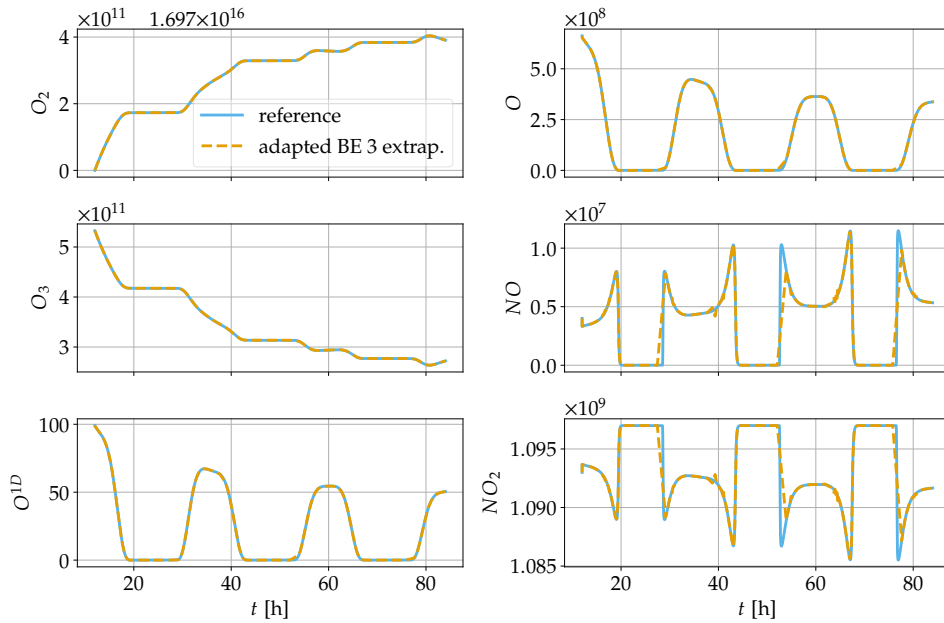 ×10¹¹ 1.697×10¹⁶
4
2
0
O₂
reference
adapted BE 3 extrap.
×10⁸
5.0
2.5
0.0
O
×10¹¹
5
4
3
O₃
×10⁷
1.0
0.5
0.0
NO
100
50
0
O¹ᴰ
20 40 60 80
t [h]
×10⁹
1.095
1.090
1.085
NO₂
20 40 60 80
t [h]